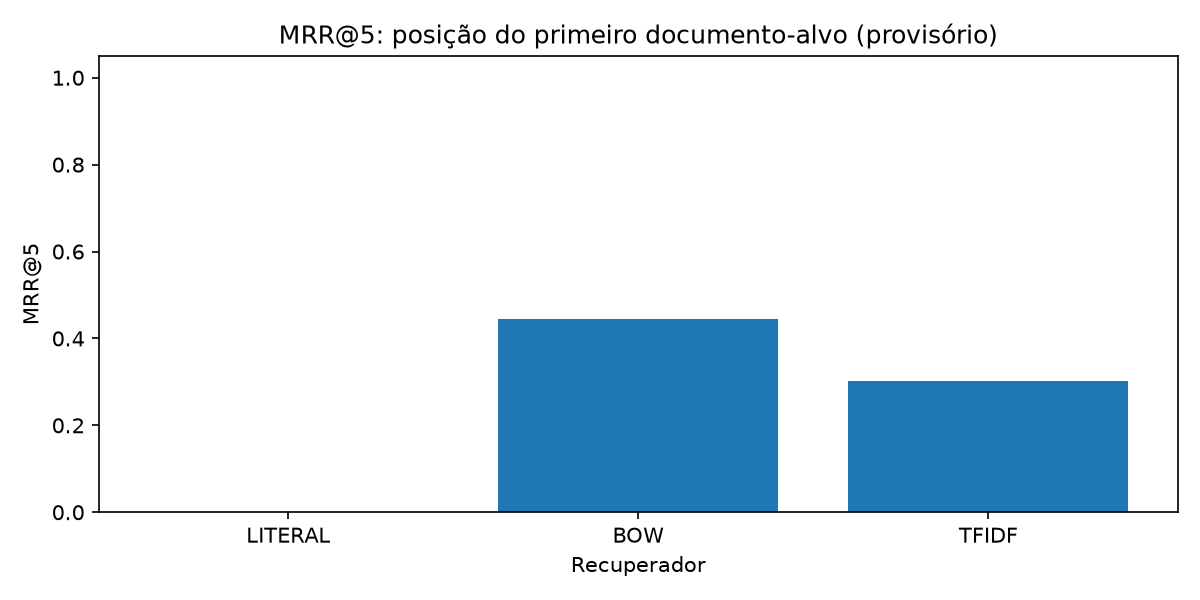 MRR@5: posição do primeiro documento-alvo (provisório)
1.0
0.8
0.6
0.4
0.2
0.0
MRR@5
LITERAL BOW TFIDF
Recuperador